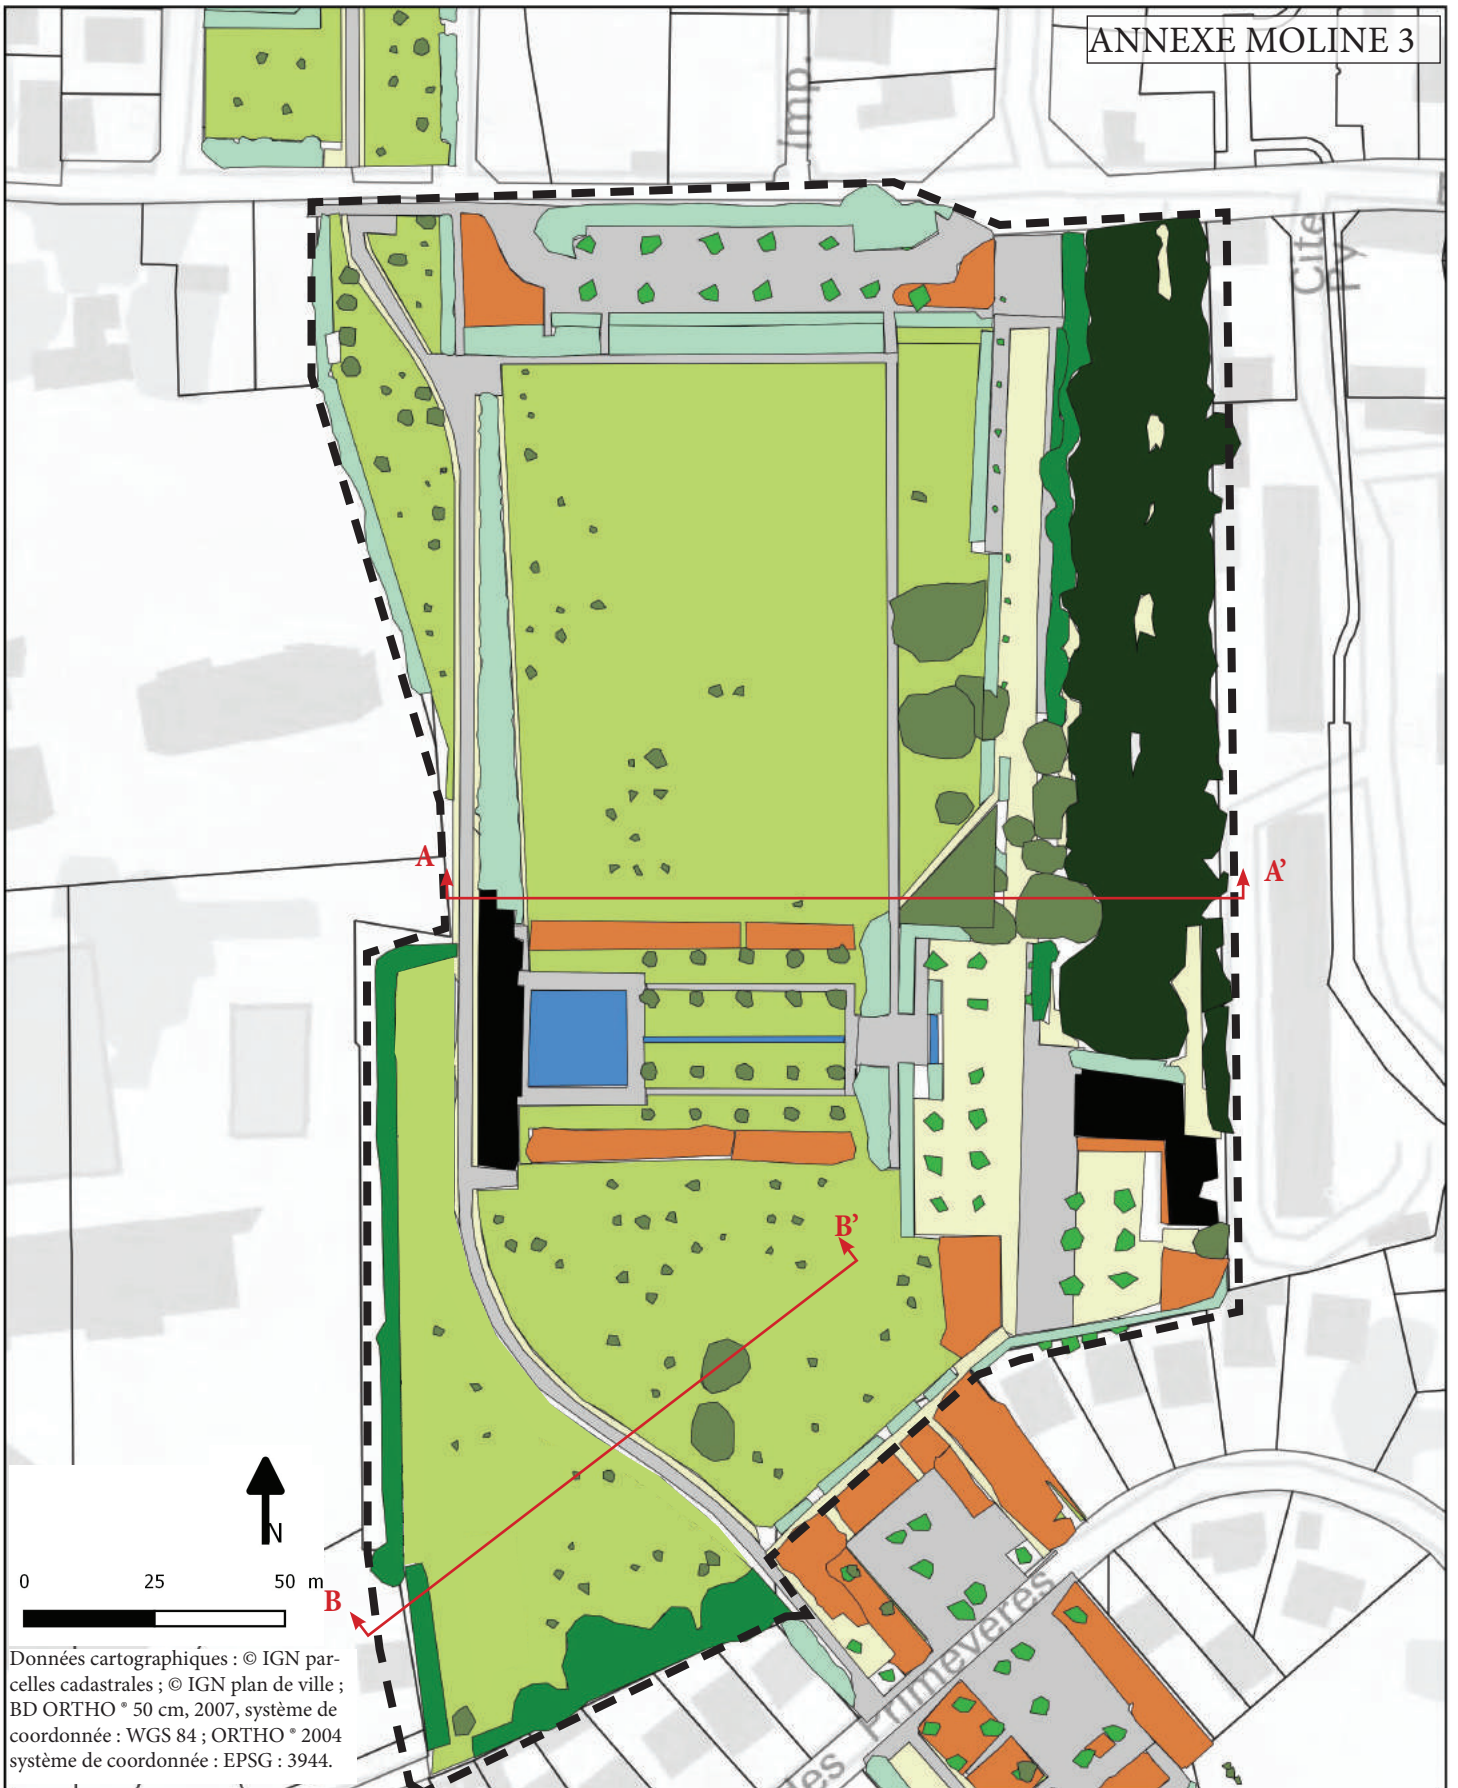 ANNEXE MOLINE 3
Imp.
Cité
Ry
A
A'
B'
B
N
0 25 50 m
Données cartographiques : © IGN par-
celles cadastrales ; © IGN plan de ville ;
BD ORTHO ® 50 cm, 2007, système de
coordonnée : WGS 84 ; ORTHO ® 2004
système de coordonnée : EPSG : 3944.
des Primevères